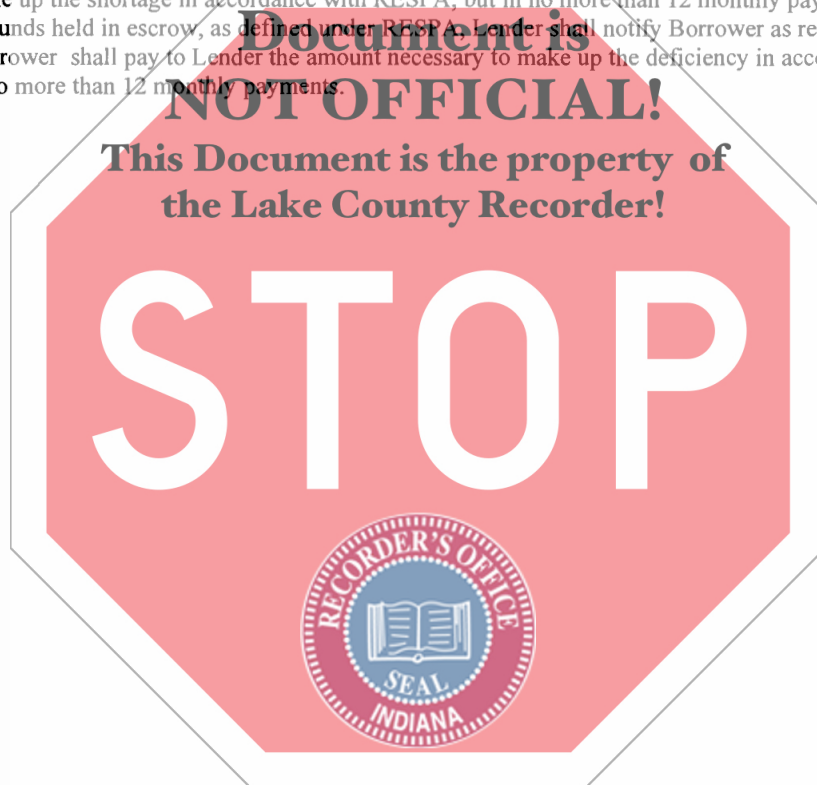 up the shortage in accordance with RESPA, but in no more than 12 monthly pay
unds held in escrow, as defined under RESPA, Lender shall notify Borrower as re
rower shall pay to Lender the amount necessary to make up the deficiency in acco
o more than 12 monthly payments.
Document is
NOT OFFICIAL!
This Document is the property of
the Lake County Recorder!
STOP
RECORDER'S OFFICE
SEAL
INDIANA